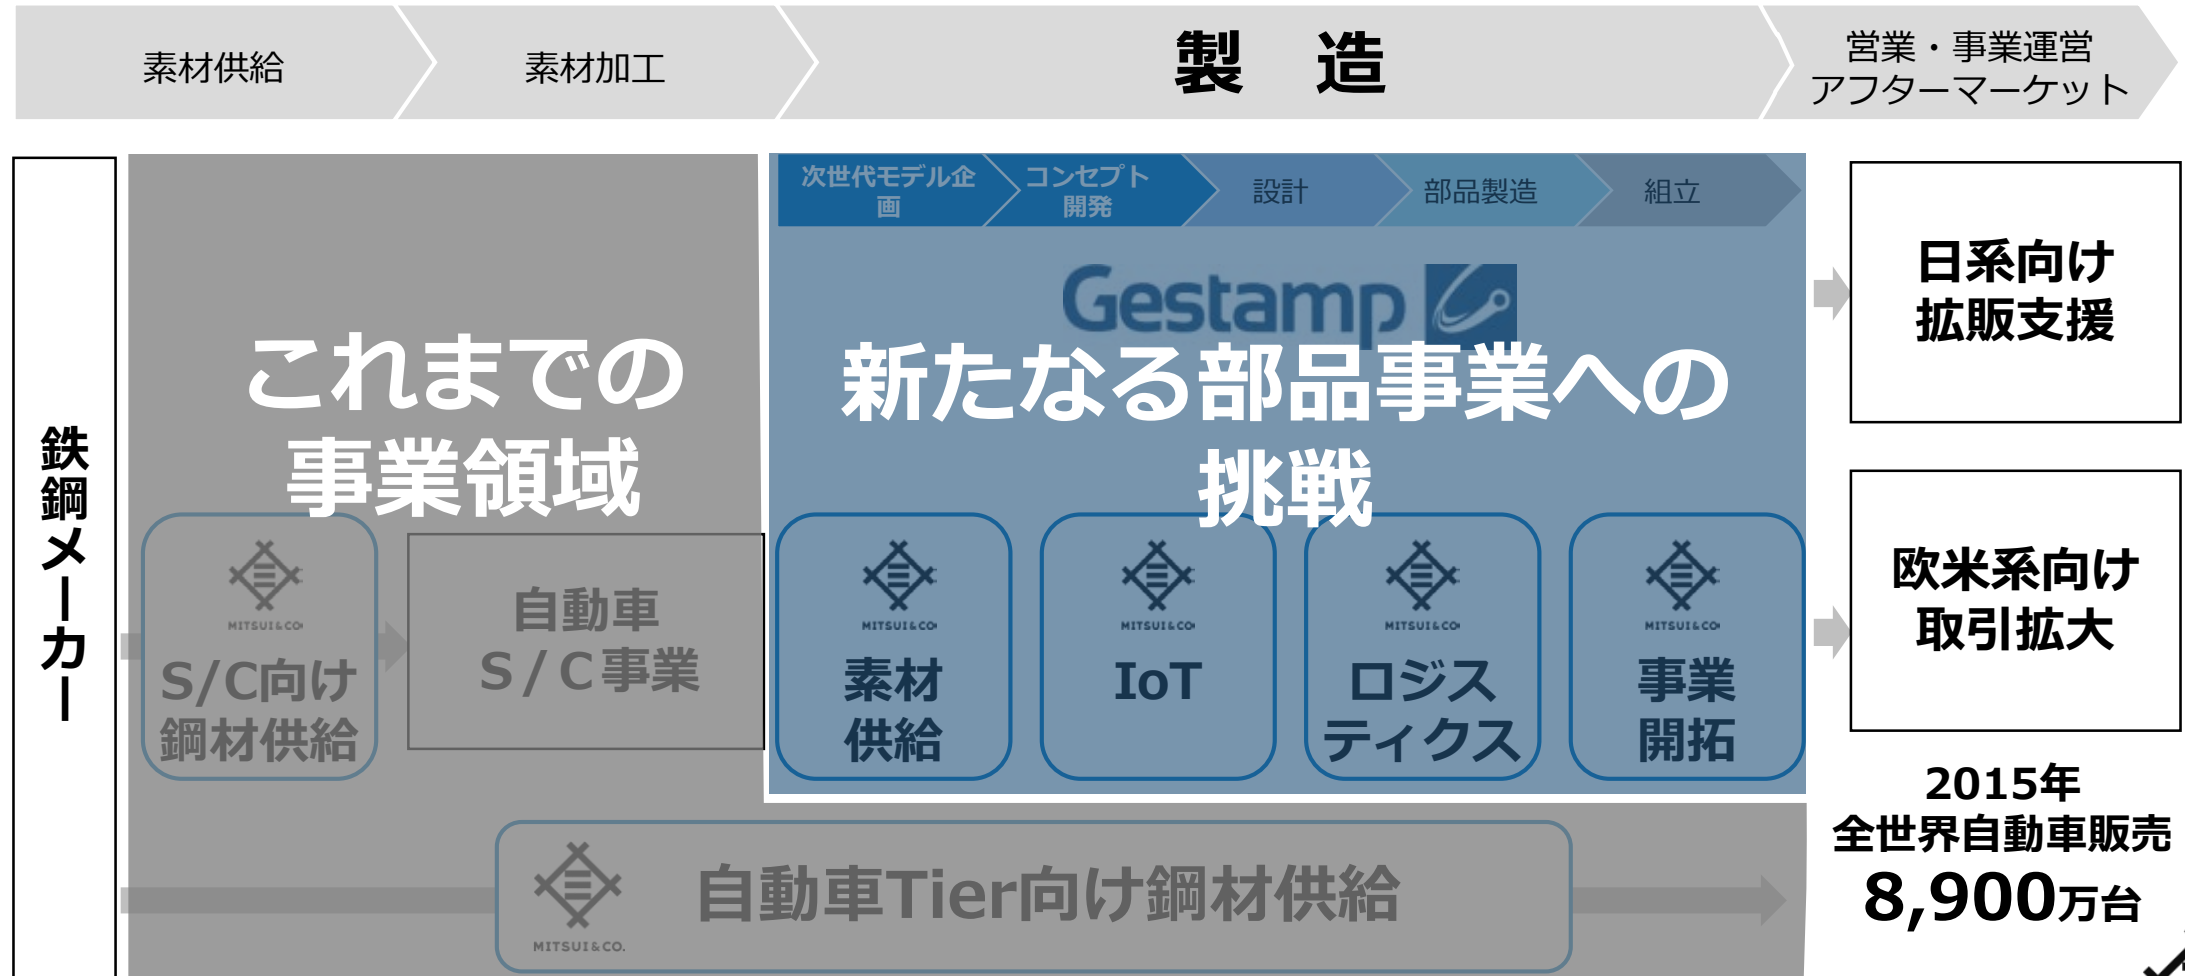 素材供給
素材加工
製 造
営業・事業運営
アフターマーケット
鉄鋼メーカー
これまでの
事業領域
MITSUI&CO
S/C向け
鋼材供給
自動車
S/C事業
次世代モデル企
画
コンセプト
開発
設計
部品製造
組立
Gestamp
新たなる部品事業への
挑戦
MITSUI&CO
素材
供給
MITSUI&CO
IoT
MITSUI&CO
ロジス
ティクス
MITSUI&CO
事業
開拓
MITSUI&CO.
自動車Tier向け鋼材供給
日系向け
拡販支援
欧米系向け
取引拡大
2015年
全世界自動車販売
8,900万台